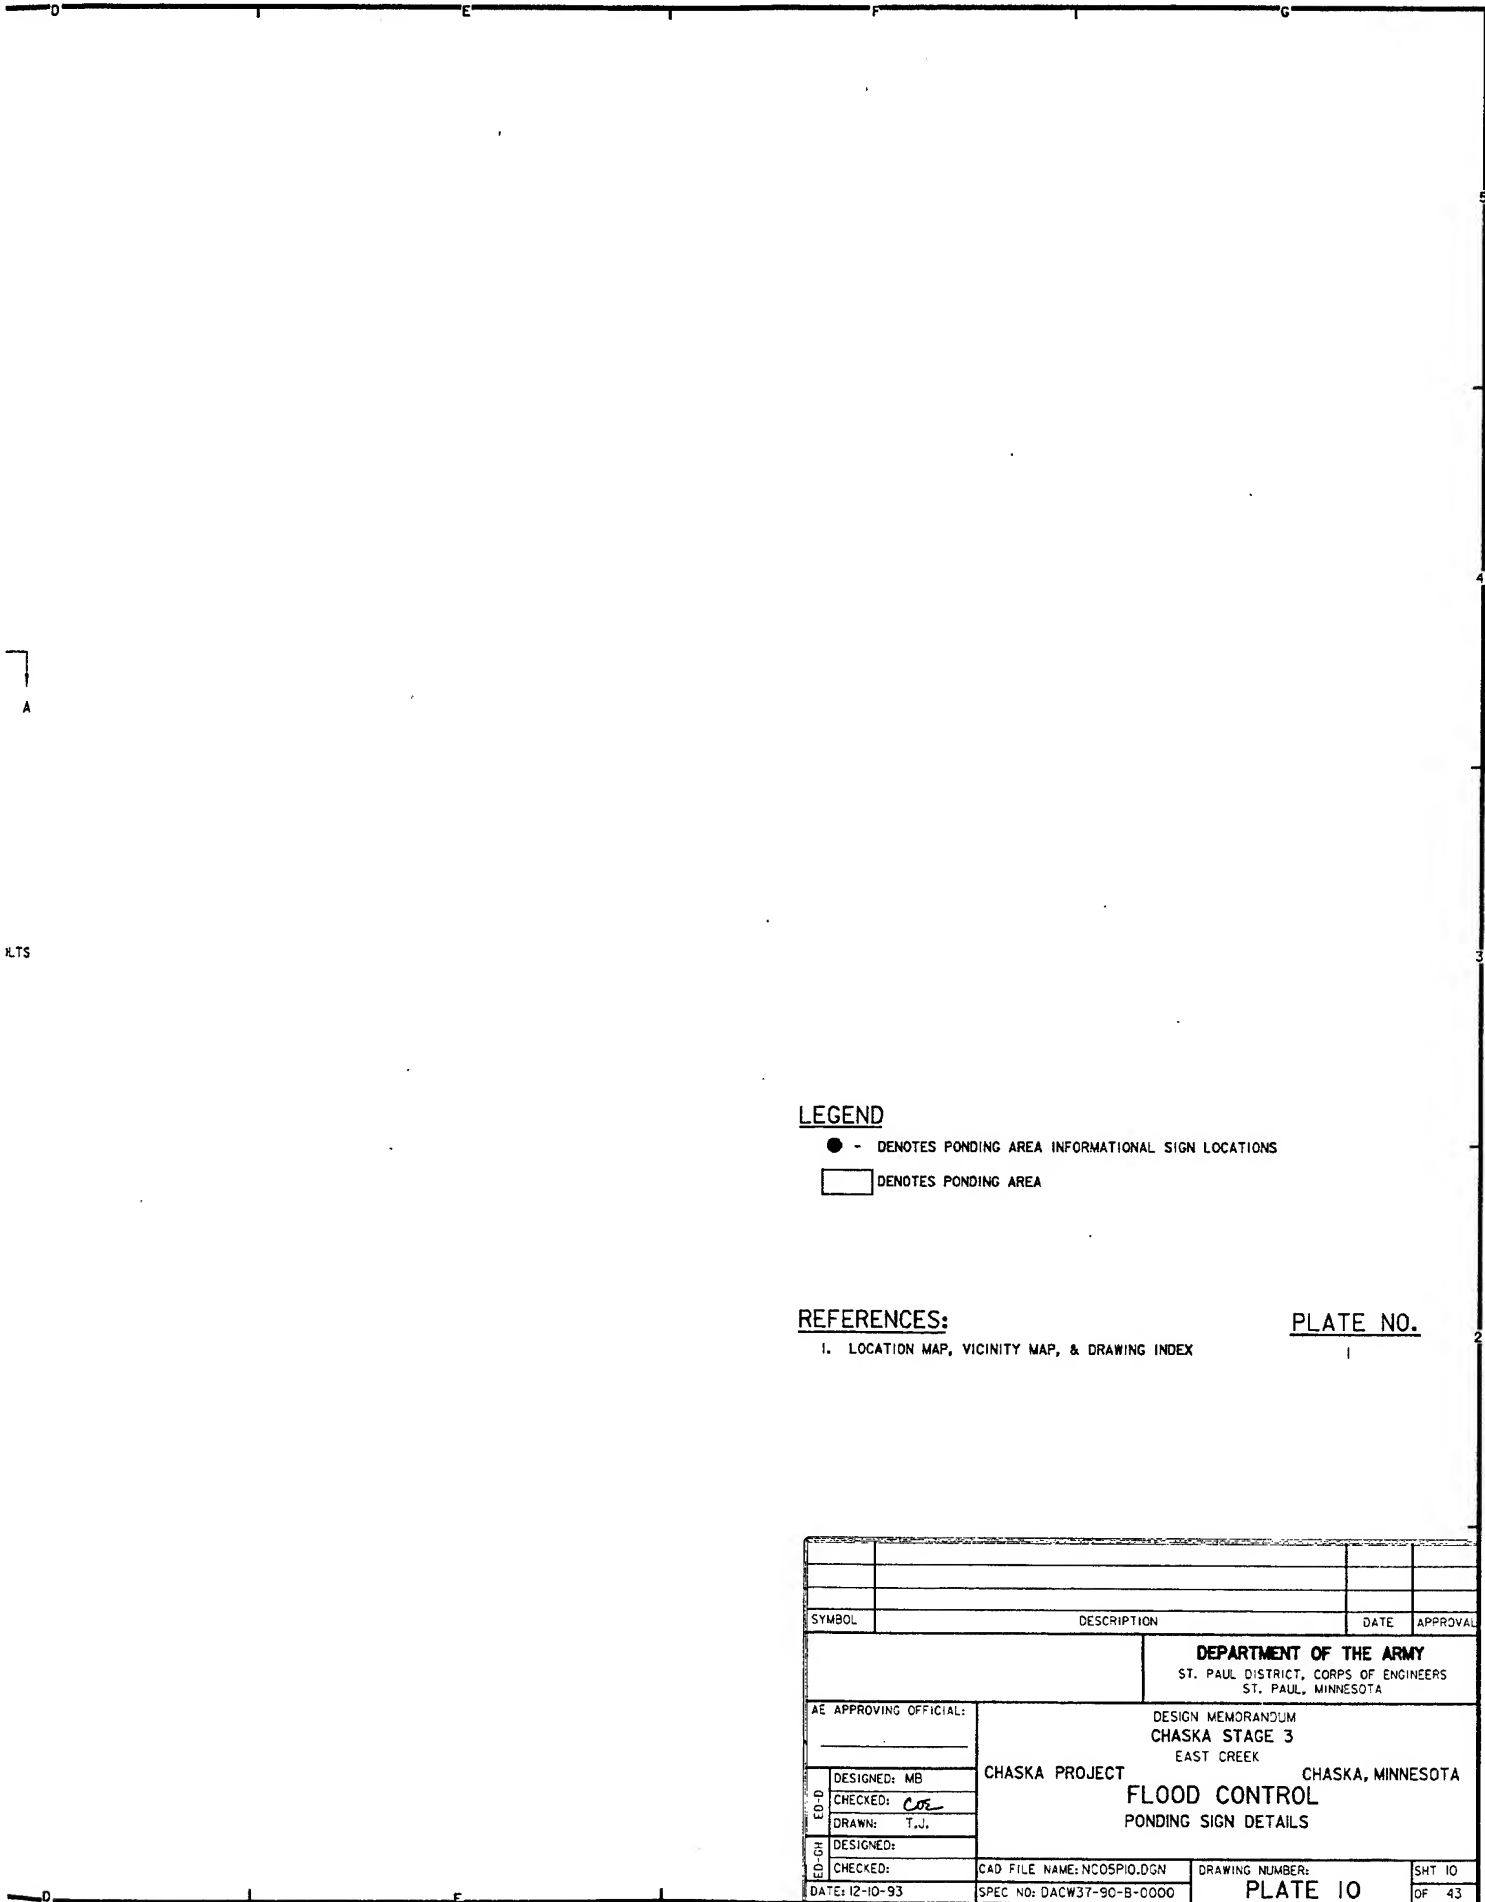 D E F G
5
4
A
3
LEGEND
● - DENOTES PONDING AREA INFORMATIONAL SIGN LOCATIONS
DENOTES PONDING AREA
REFERENCES: PLATE NO.
1. LOCATION MAP, VICINITY MAP, & DRAWING INDEX 1
2
SYMBOL DESCRIPTION DATE APPROVAL
DEPARTMENT OF THE ARMY
ST. PAUL DISTRICT, CORPS OF ENGINEERS
ST. PAUL, MINNESOTA
AE APPROVING OFFICIAL:
DESIGN MEMORANDUM
CHASKA STAGE 3
EAST CREEK
CHASKA PROJECT CHASKA, MINNESOTA
FLOOD CONTROL
PONDING SIGN DETAILS
ED-D
DESIGNED: MB
CHECKED:
DRAWN: T.J.
ED-GH
DESIGNED:
CHECKED:
DATE: 12-10-93
CAD FILE NAME: NC05P10.DGN
SPEC NO: DACW37-90-B-0000
DRAWING NUMBER:
PLATE 10
SHT 10
OF 43
D E